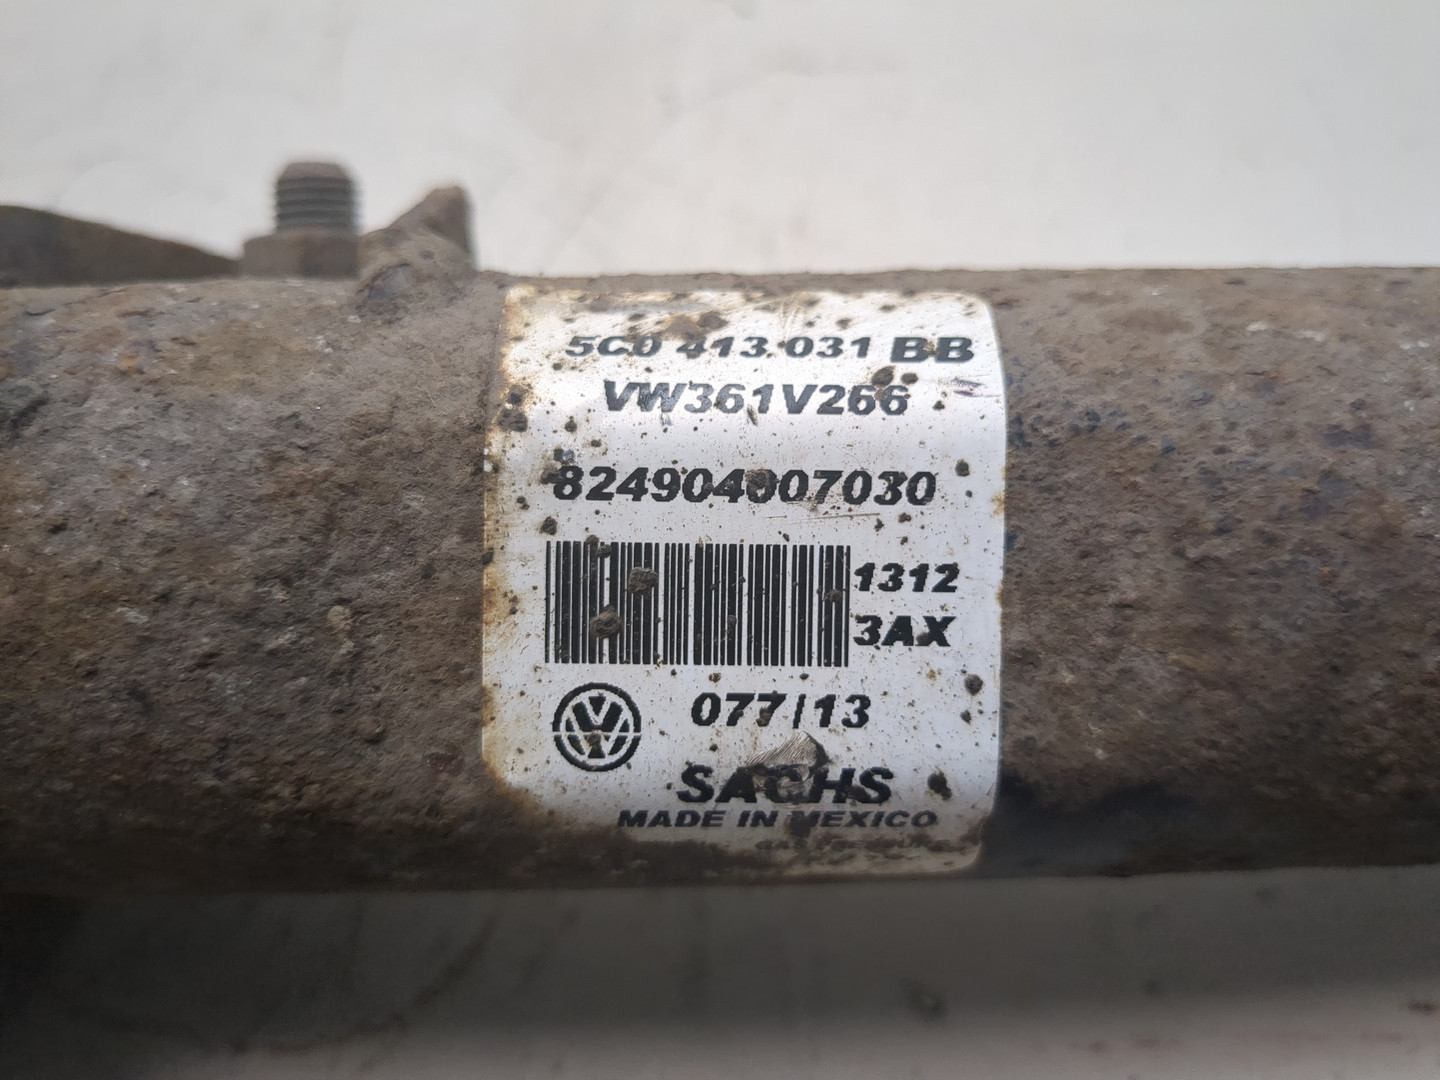 5C0 413 031 BB
VW361V266
824904007030
1312
3AX
077/13
SACHS
MADE IN MEXICO